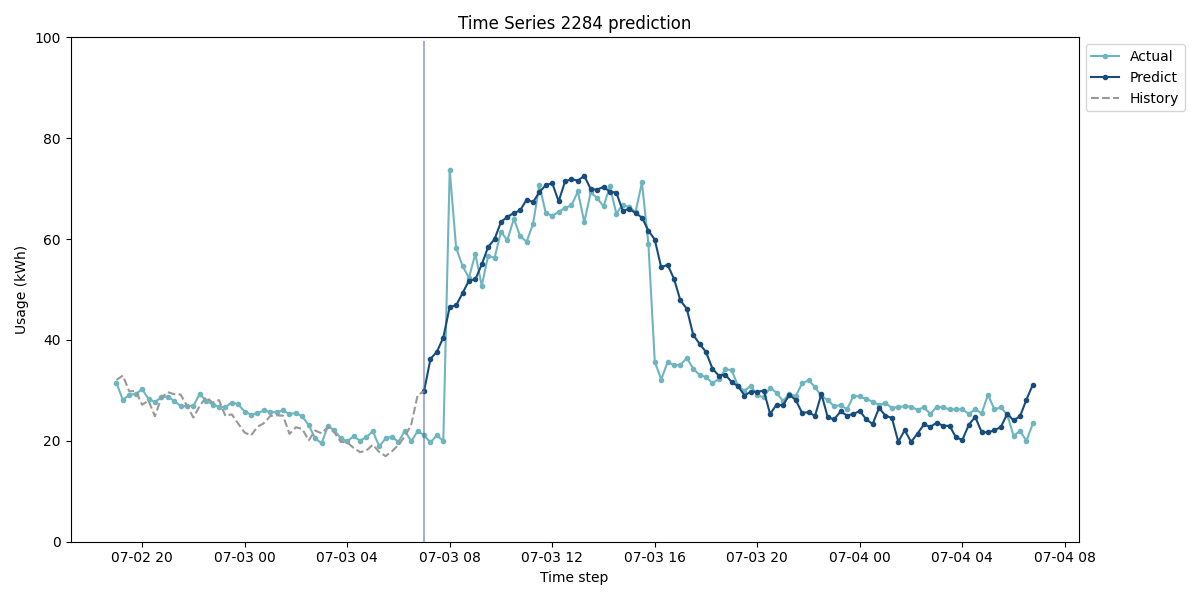 Time Series 2284 prediction
100
80
60
40
20
0
Usage (kWh)
07-02 20
07-03 00
07-03 04
07-03 08
07-03 12
07-03 16
07-03 20
07-04 00
07-04 04
07-04 08
Time step
Actual
Predict
History